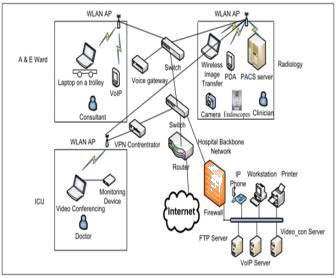 WLAN AP
A & E Ward
Laptop on a trolley
VoIP
Consultant
Voice gateway
Switch
WLAN AP
Wireless
Image
Transfer
PDA
PACS server
Radiology
Camera
Endoscopes
Clinician
WLAN AP
VPN Contrentrator
Switch
Hospital Backbone
Network
Router
ICU
Video Conferencing
Monitoring
Device
Doctor
Internet
Firewall
IP
Phone
Workstation
Printer
FTP Server
VoIP Server
Video_con Server